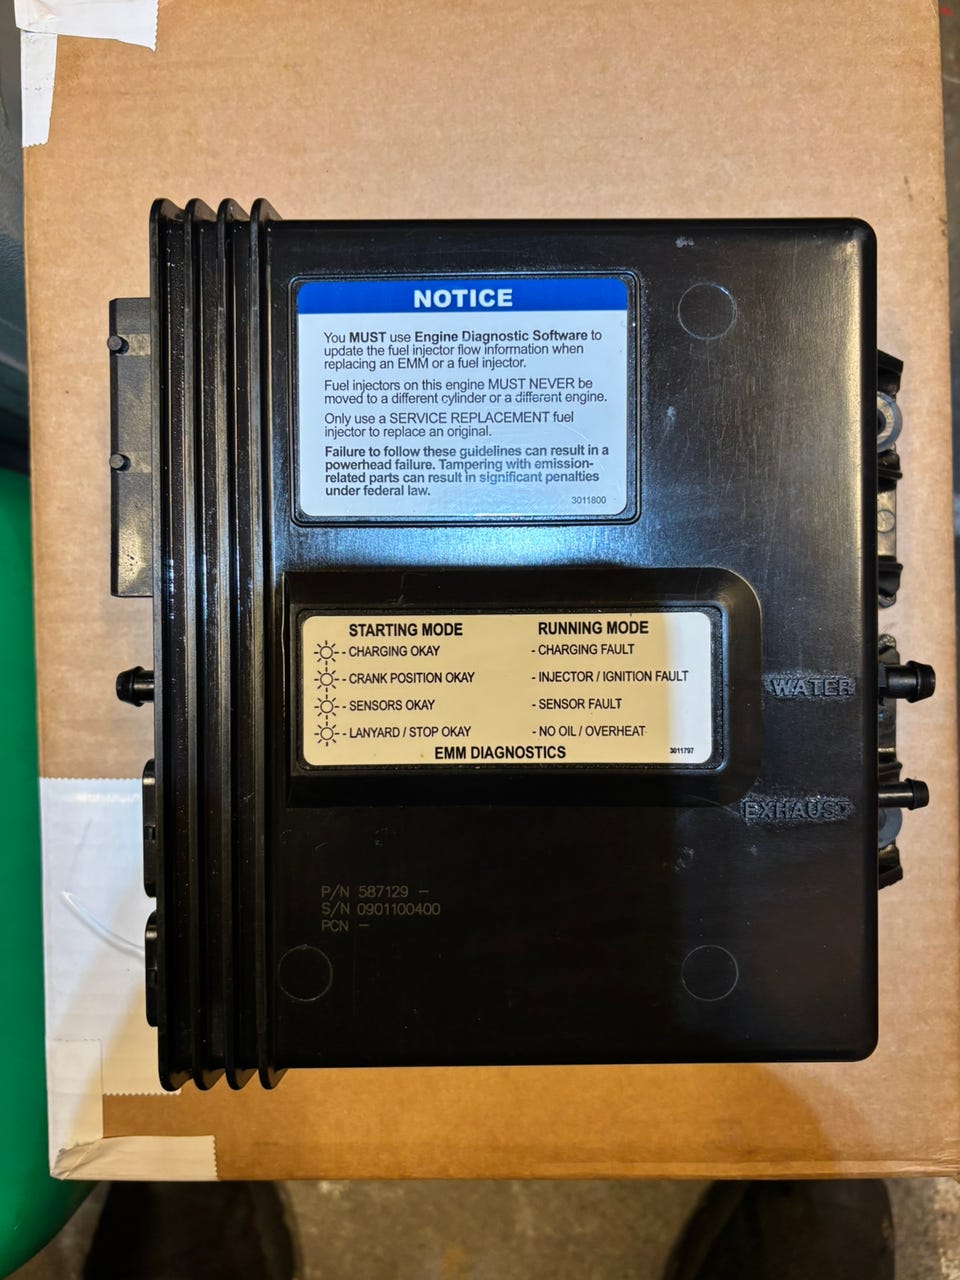 NOTICE
You MUST use Engine Diagnostic Software to
update the fuel injector flow information when
replacing an EMM or a fuel injector.
Fuel injectors on this engine MUST NEVER be
moved to a different cylinder or a different engine.
Only use a SERVICE REPLACEMENT fuel
injector to replace an original.
Failure to follow these guidelines can result in a
powerhead failure. Tampering with emission-
related parts can result in significant penalties
under federal law.
3011800
STARTING MODE RUNNING MODE
- CHARGING OKAY - CHARGING FAULT
- CRANK POSITION OKAY - INJECTOR / IGNITION FAULT
- SENSORS OKAY - SENSOR FAULT
- LANYARD / STOP OKAY - NO OIL / OVERHEAT
EMM DIAGNOSTICS 3011797
WATER
EXHAUST
P/N 587129 -
S/N 0901100400
PCN -